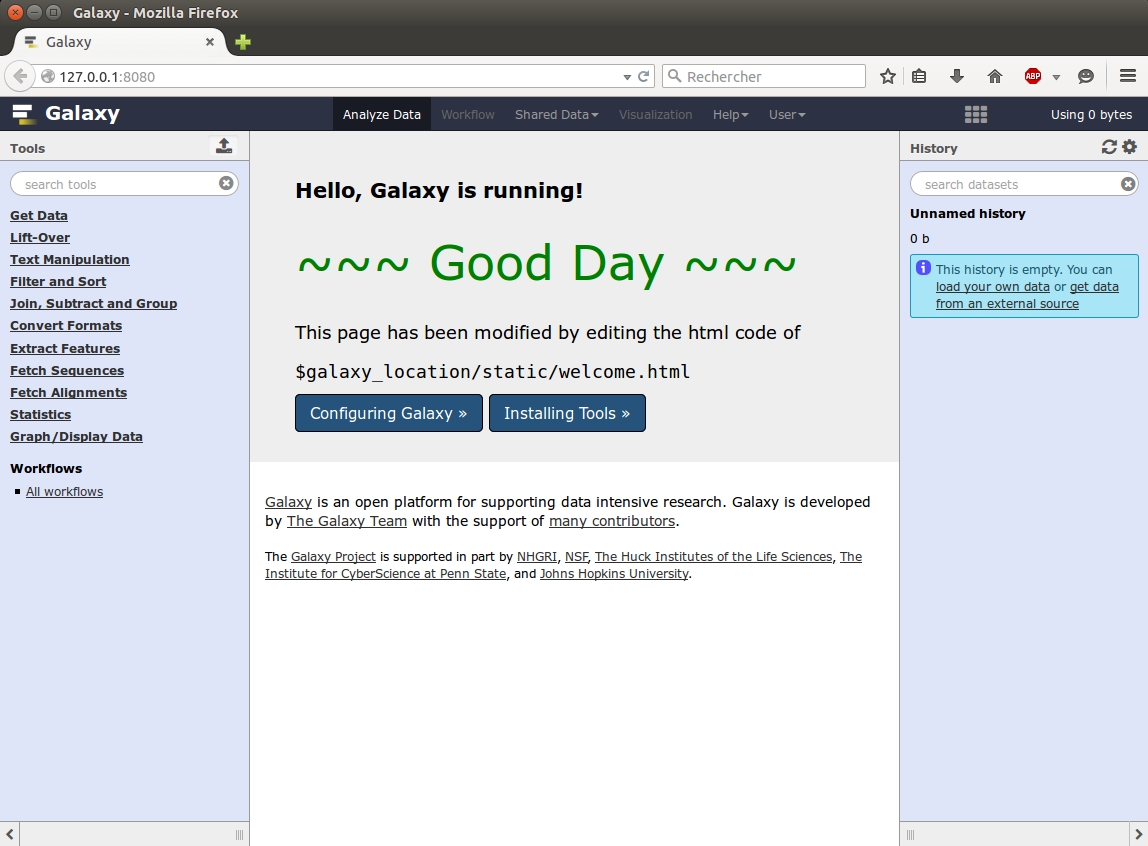 Galaxy - Mozilla Firefox
Galaxy
127.0.0.1:8080
Rechercher
ABP
Galaxy
Analyze Data
Workflow
Shared Data
Visualization
Help
User
Using 0 bytes
Tools
search tools
Get Data
Lift-Over
Text Manipulation
Filter and Sort
Join, Subtract and Group
Convert Formats
Extract Features
Fetch Sequences
Fetch Alignments
Statistics
Graph/Display Data
Workflows
All workflows
Hello, Galaxy is running!
~~~ Good Day ~~~
This page has been modified by editing the html code of
$galaxy_location/static/welcome.html
Configuring Galaxy »
Installing Tools »
Galaxy is an open platform for supporting data intensive research. Galaxy is developed
by The Galaxy Team with the support of many contributors.
The Galaxy Project is supported in part by NHGRI, NSF, The Huck Institutes of the Life Sciences, The
Institute for CyberScience at Penn State, and Johns Hopkins University.
History
search datasets
Unnamed history
0 b
This history is empty. You can
load your own data or get data
from an external source